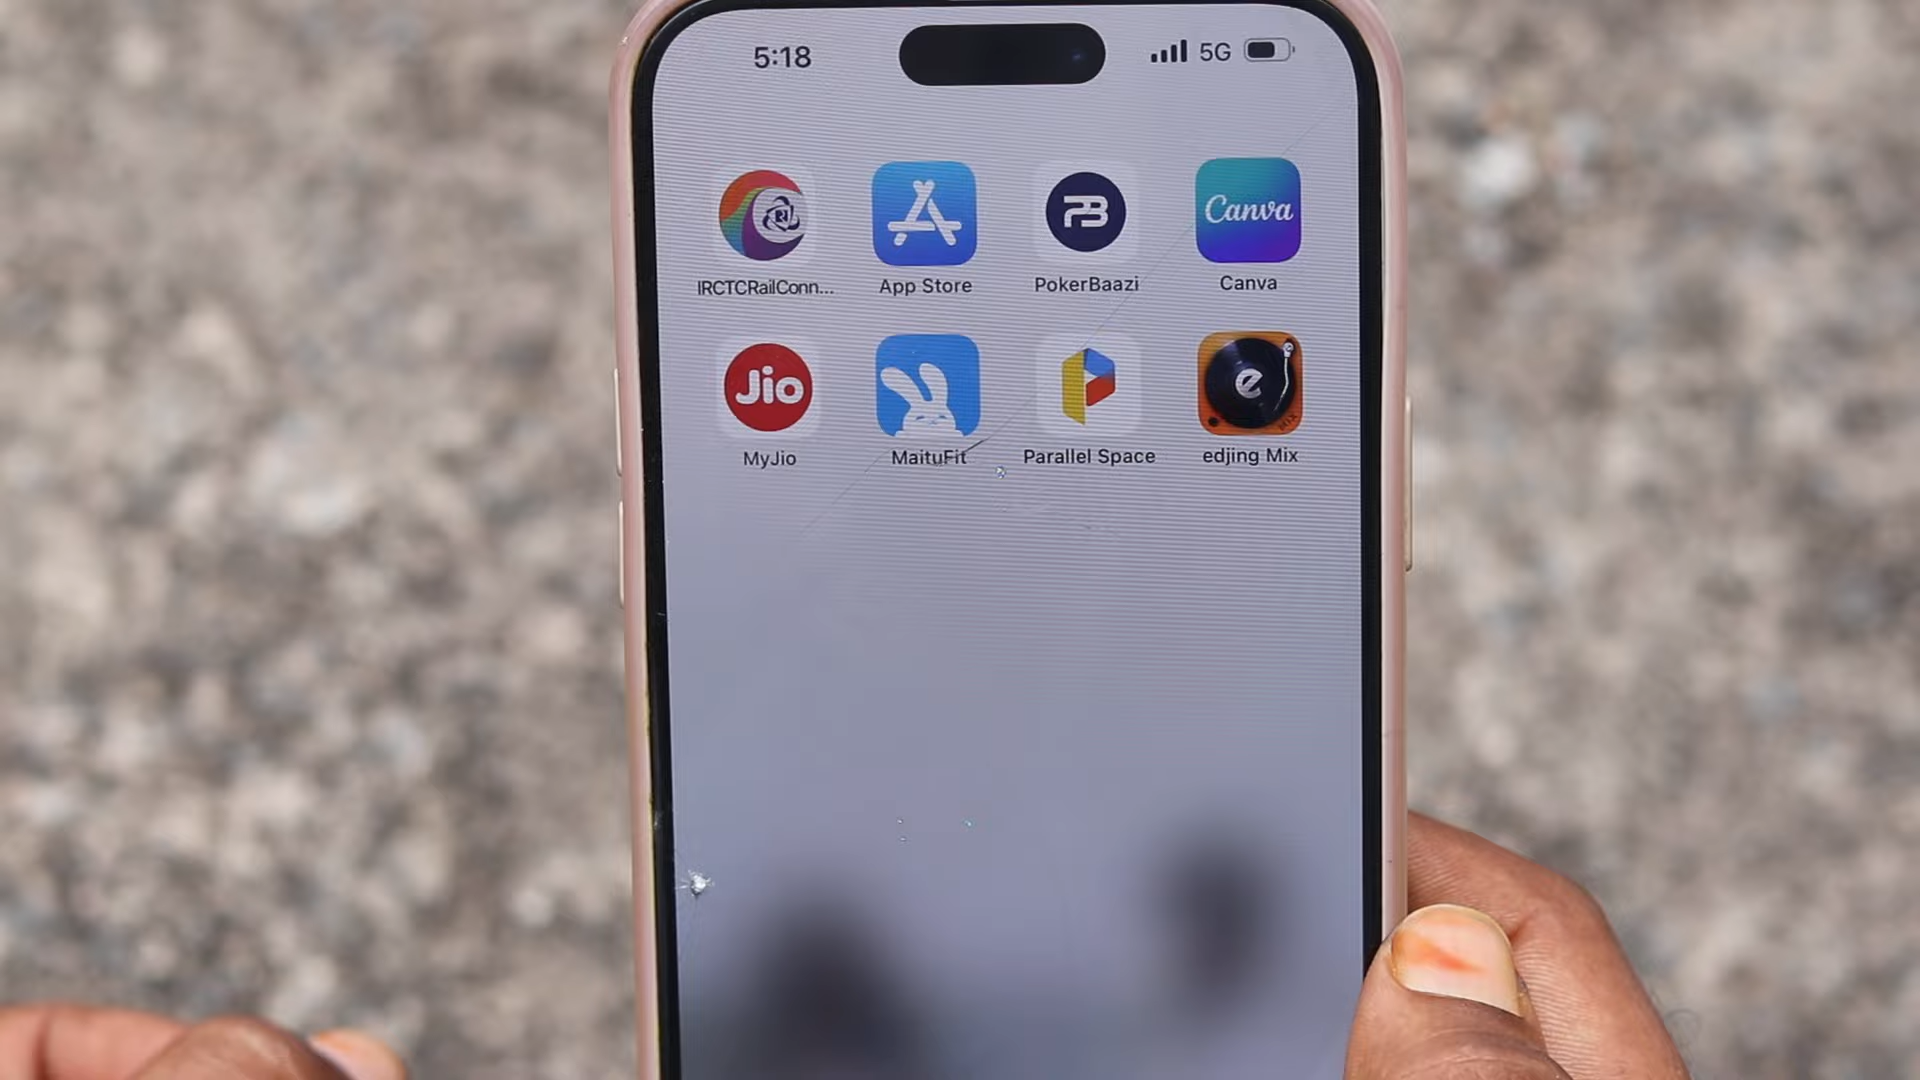 5:18 5G
Canva
IRCTCRailConn... App Store PokerBaazi Canva
Jio e
MyJio MaituFit Parallel Space edjing Mix